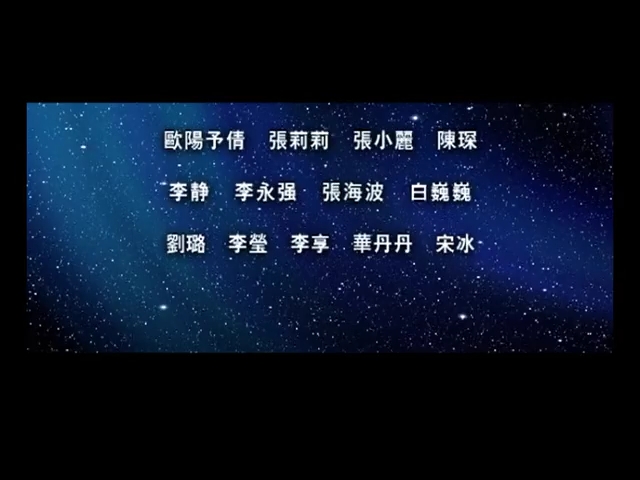 歐陽予倩 張莉莉 張小麗 陳琛
李静 李永强 張海波 白巍巍
劉璐 李瑩 李享 華丹丹 宋冰